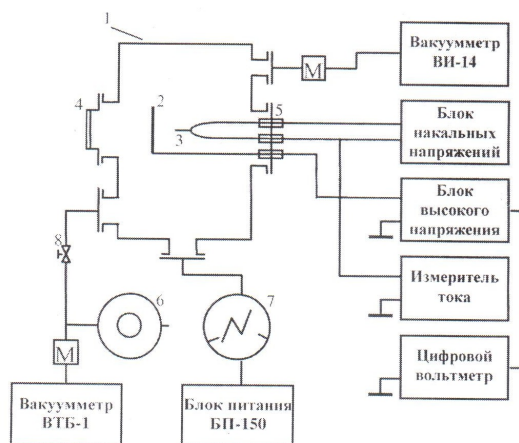 1
М
Вакуумметр
ВИ-14
4
2
3
5
Блок
накальных
напряжений
Блок
высокого
напряжения
8
6
7
Измеритель
тока
М
Цифровой
вольтметр
Вакуумметр
ВТБ-1
Блок питания
БП-150